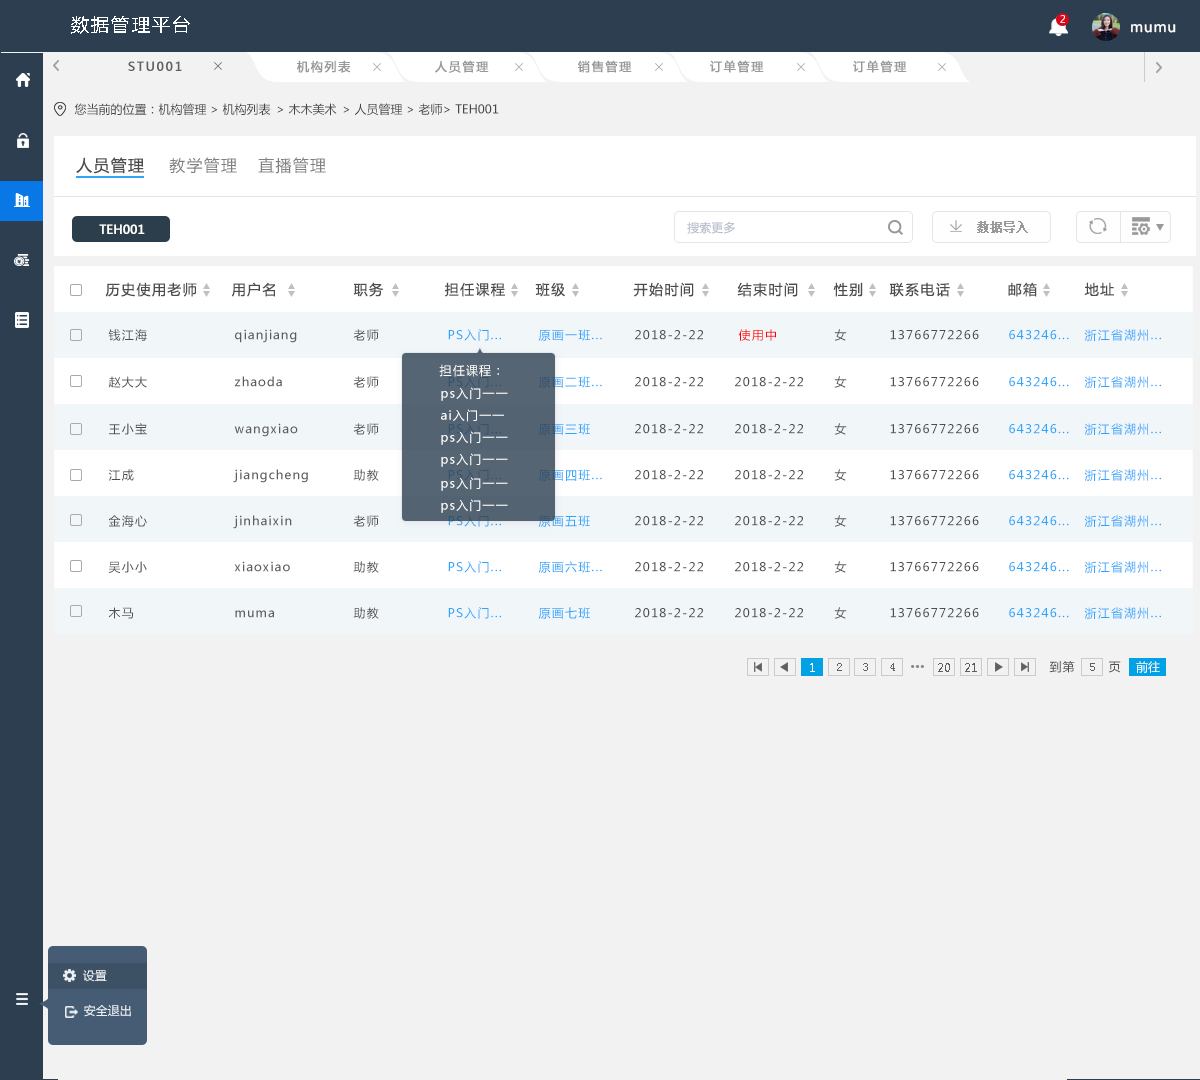 数据管理平台
2
mumu
STU001 × 机构列表 × 人员管理 × 销售管理 × 订单管理 × 订单管理 ×
您当前的位置：机构管理 > 机构列表 > 木木美术 > 人员管理 > 老师> TEH001
人员管理 教学管理 直播管理
TEH001 搜索更多 数据导入
历史使用老师 用户名 职务 担任课程 班级 开始时间 结束时间 性别 联系电话 邮箱 地址
钱江海 qianjiang 老师 PS入门... 原画一班... 2018-2-22 使用中 女 13766772266 643246... 浙江省湖州...
赵大大 zhaoda 老师 PS入门... 原画二班... 2018-2-22 2018-2-22 女 13766772266 643246... 浙江省湖州...
王小宝 wangxiao 老师 原画三班 2018-2-22 2018-2-22 女 13766772266 643246... 浙江省湖州...
江成 jiangcheng 助教 原画四班... 2018-2-22 2018-2-22 女 13766772266 643246... 浙江省湖州...
金海心 jinhaixin 老师 PS入门... 原画五班 2018-2-22 2018-2-22 女 13766772266 643246... 浙江省湖州...
吴小小 xiaoxiao 助教 PS入门... 原画六班... 2018-2-22 2018-2-22 女 13766772266 643246... 浙江省湖州...
木马 muma 助教 PS入门... 原画七班 2018-2-22 2018-2-22 女 13766772266 643246... 浙江省湖州...
担任课程：
ps入门一一
ai入门一一
ps入门一一
ps入门一一
ps入门一一
ps入门一一
1 2 3 4 ••• 20 21 到第 5 页 前往
设置
安全退出